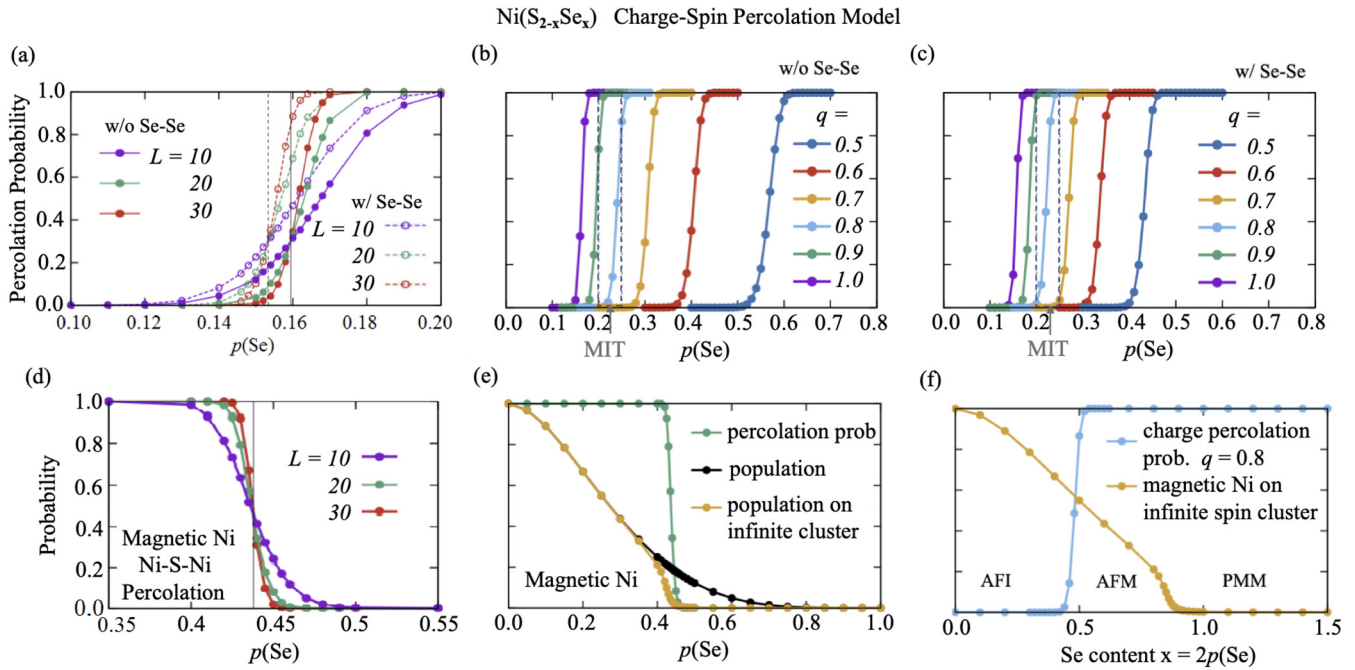 Ni(S2-xSex) Charge-Spin Percolation Model
(a)
Percolation Probability
1.0
0.8
0.6
0.4
0.2
0.0
w/o Se-Se
L = 10
20
30
w/ Se-Se
L = 10
20
30
0.10 0.12 0.14 0.16 0.18 0.20
p(Se)
(b)
w/o Se-Se
q =
0.5
0.6
0.7
0.8
0.9
1.0
0.0 0.1 0.2 0.3 0.4 0.5 0.6 0.7 0.8
MIT
p(Se)
(c)
w/ Se-Se
q =
0.5
0.6
0.7
0.8
0.9
1.0
0.0 0.1 0.2 0.3 0.4 0.5 0.6 0.7 0.8
MIT
p(Se)
(d)
Probability
1.0
0.8
0.6
0.4
0.2
0.0
L = 10
20
30
Magnetic Ni
Ni-S-Ni
Percolation
0.35 0.40 0.45 0.50 0.55
p(Se)
(e)
percolation prob
population
population on
infinite cluster
Magnetic Ni
0.0 0.2 0.4 0.6 0.8 1.0
p(Se)
(f)
charge percolation
prob. q = 0.8
magnetic Ni on
infinite spin cluster
AFI AFM PMM
0.0 0.5 1.0 1.5
Se content x = 2p(Se)